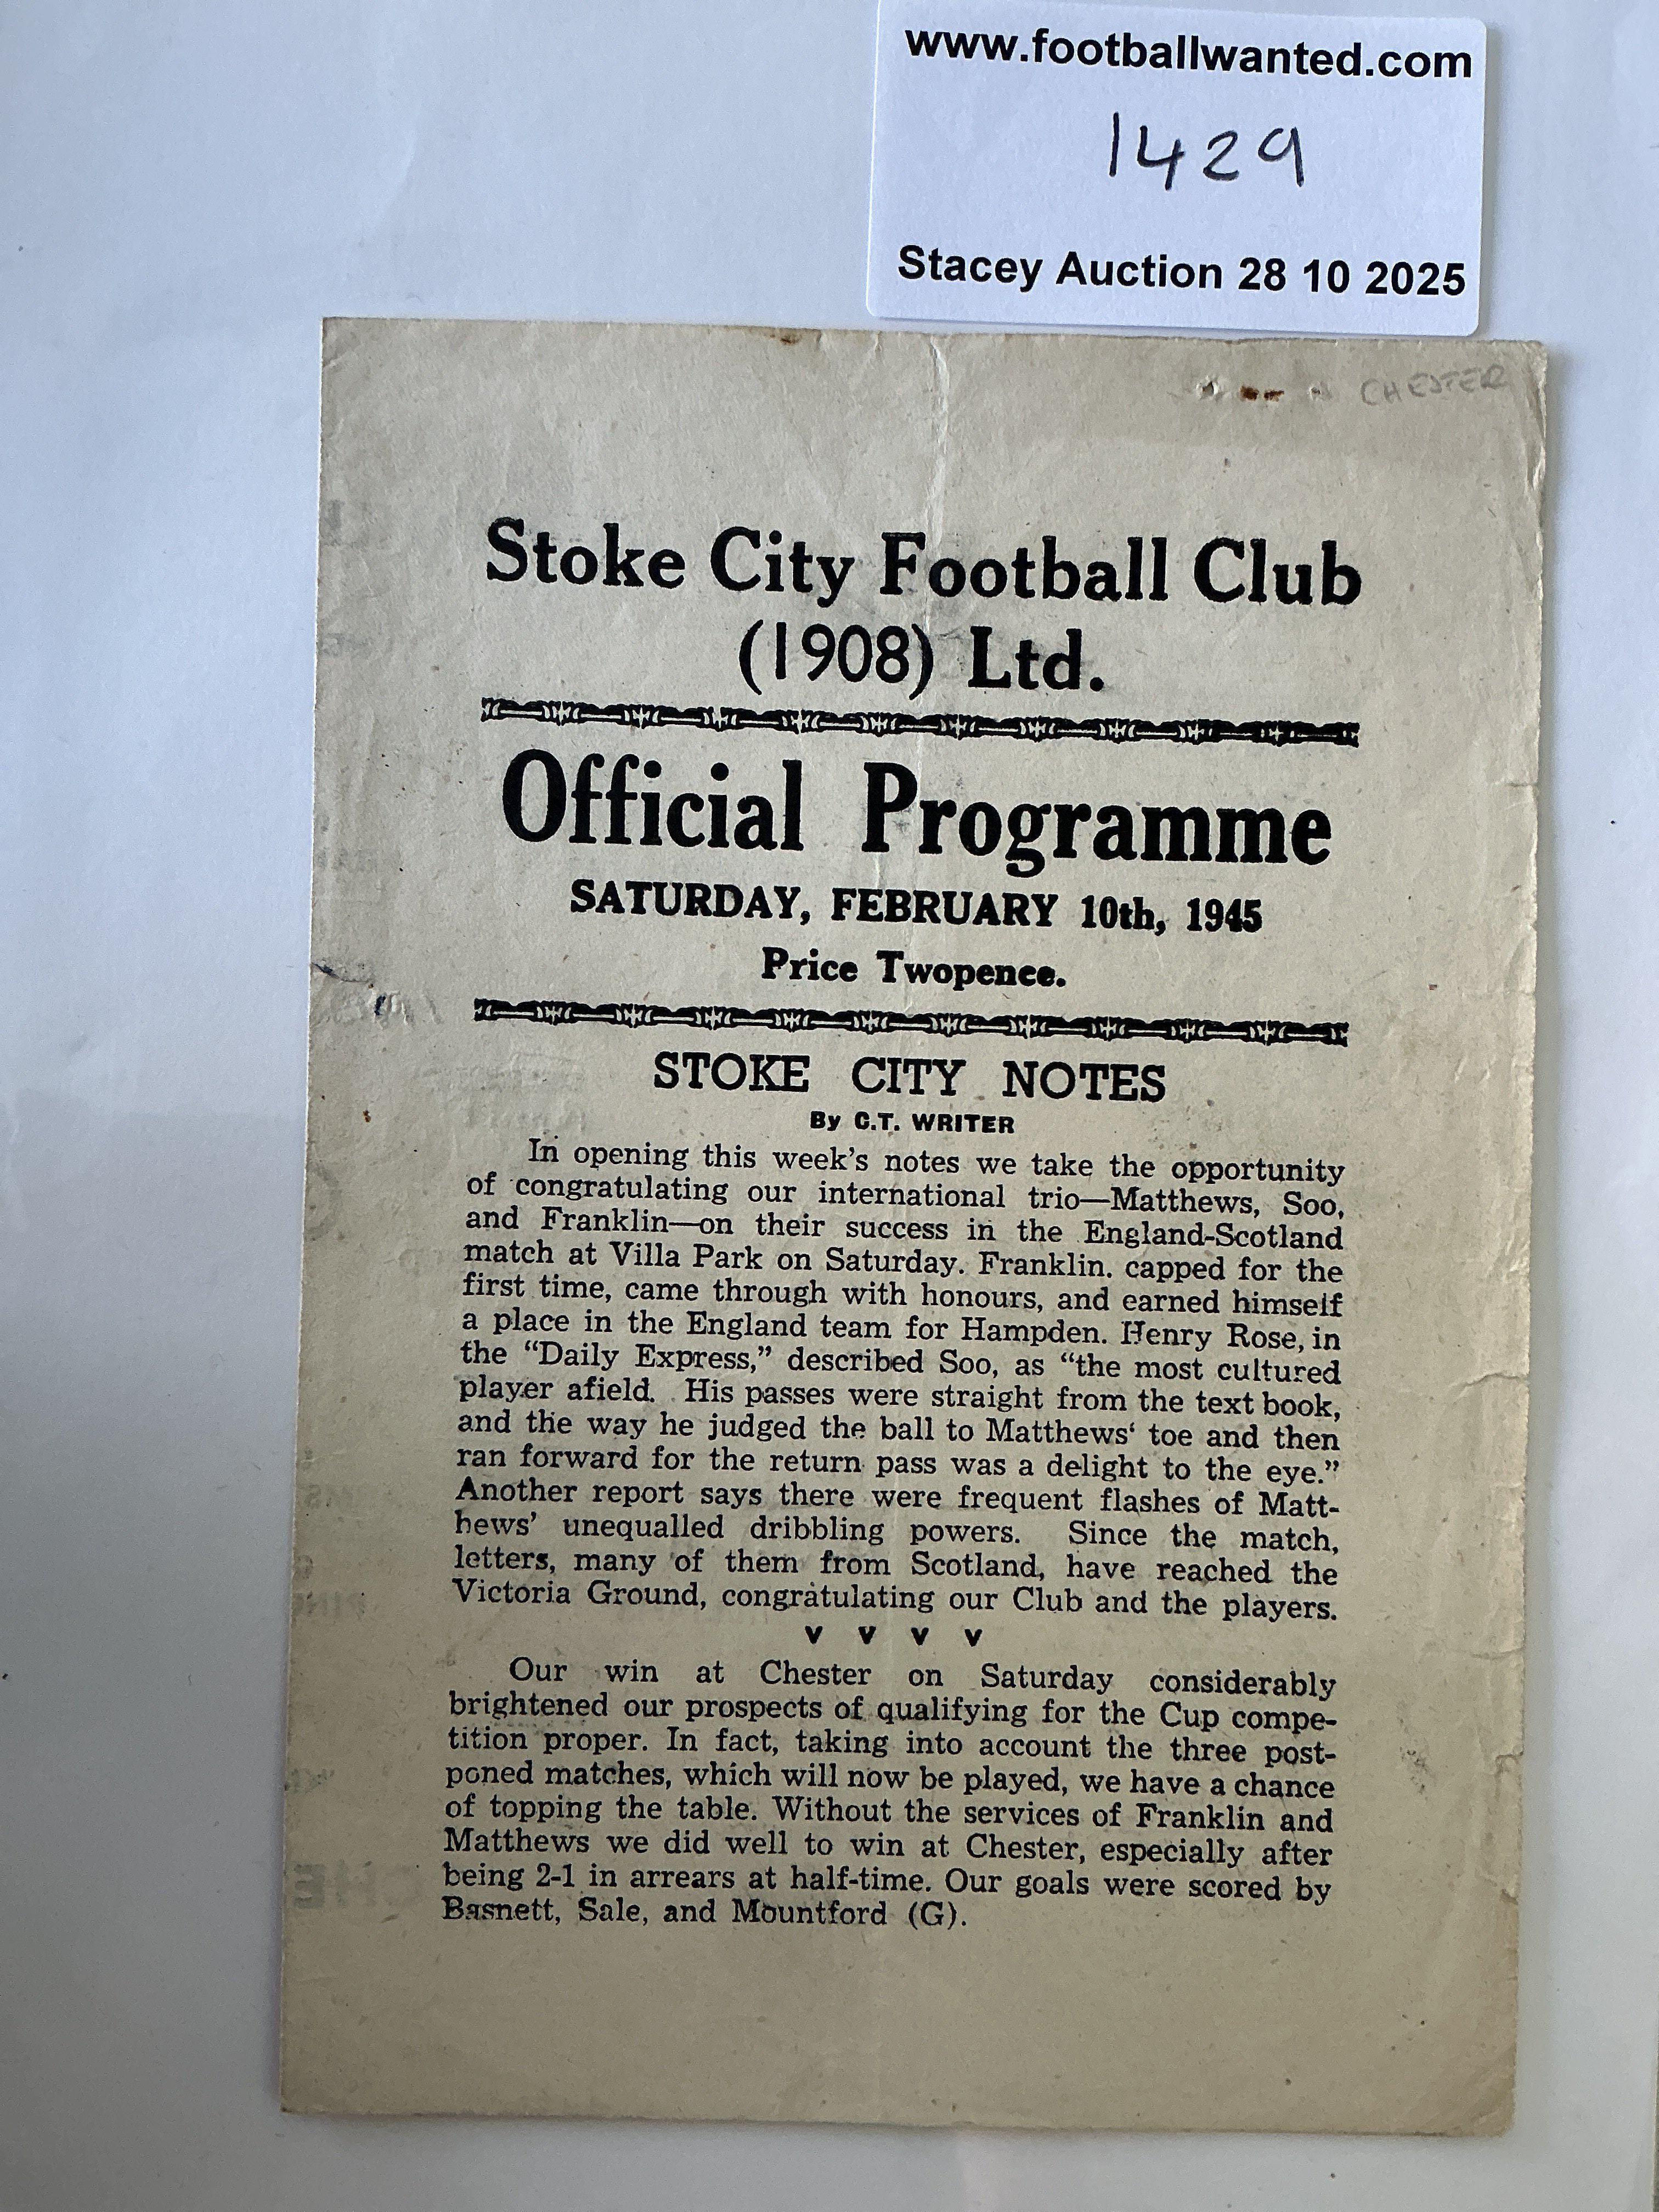 www.footballwanted.com
1429
Stacey Auction 28 10 2025
CHESTER
Stoke City Football Club
(1908) Ltd.
Official Programme
SATURDAY, FEBRUARY 10th, 1945
Price Twopence.
STOKE CITY NOTES
By C.T. WRITER
In opening this week's notes we take the opportunity
of congratulating our international trio—Matthews, Soo,
and Franklin—on their success in the England-Scotland
match at Villa Park on Saturday. Franklin. capped for the
first time, came through with honours, and earned himself
a place in the England team for Hampden. Henry Rose, in
the "Daily Express," described Soo, as "the most cultured
player afield. His passes were straight from the text book,
and the way he judged the ball to Matthews‘ toe and then
ran forward for the return pass was a delight to the eye."
Another report says there were frequent flashes of Matt-
hews' unequalled dribbling powers. Since the match,
letters, many of them from Scotland, have reached the
Victoria Ground, congratulating our Club and the players.
v v v v
Our win at Chester on Saturday considerably
brightened our prospects of qualifying for the Cup compe-
tition proper. In fact, taking into account the three post-
poned matches, which will now be played, we have a chance
of topping the table. Without the services of Franklin and
Matthews we did well to win at Chester, especially after
being 2-1 in arrears at half-time. Our goals were scored by
Basnett, Sale, and Mountford (G).